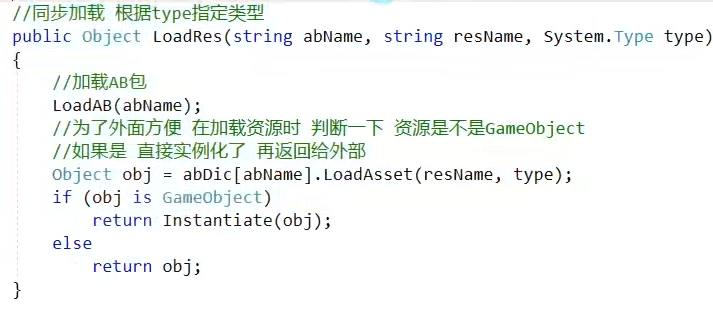 //同步加载 根据type指定类型
public Object LoadRes(string abName, string resName, System.Type type)
{
    //加载AB包
    LoadAB(abName);
    //为了外面方便 在加载资源时 判断一下 资源是不是GameObject
    //如果是 直接实例化了 再返回给外部
    Object obj = abDic[abName].LoadAsset(resName, type);
    if (obj is GameObject)
        return Instantiate(obj);
    else
        return obj;
}